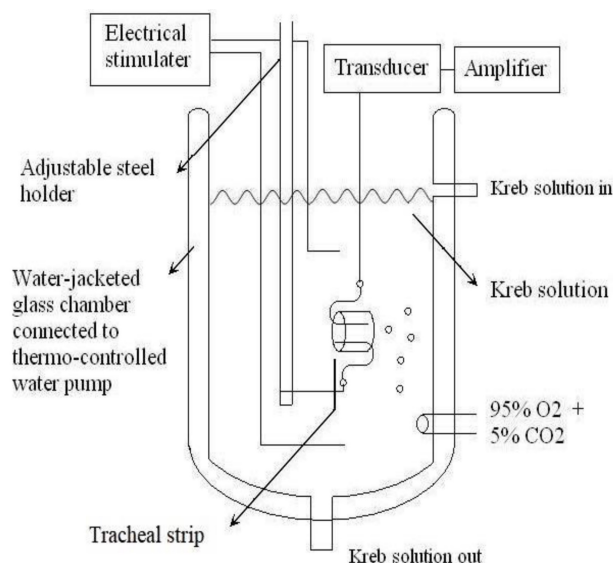 Electrical
stimulater
Transducer
Amplifier
Adjustable steel
holder
Kreb solution in
Water-jacketed
glass chamber
connected to
thermo-controlled
water pump
Kreb solution
95% O2 +
5% CO2
Tracheal strip
Kreb solution out